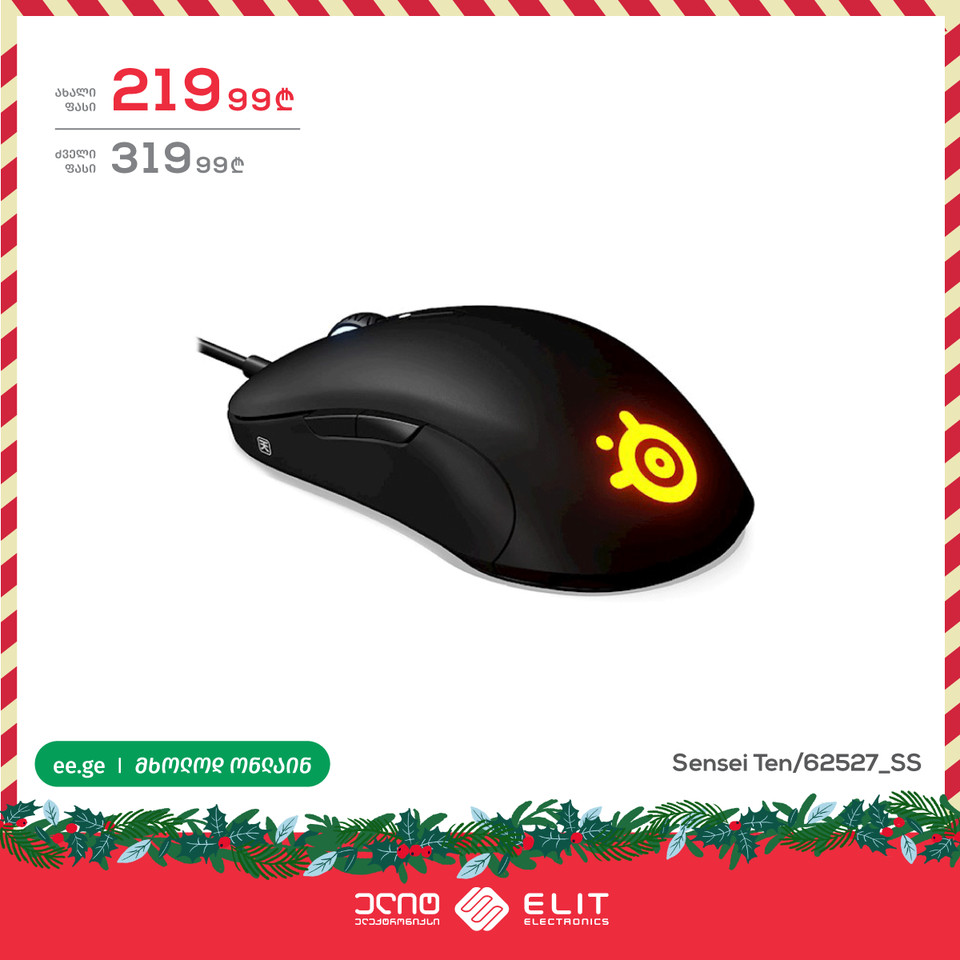 ახალი
ფასი
219 99₾
ძველი
ფასი
319 99₾
ee.ge | მხოლოდ ონლაინ
Sensei Ten/62527_SS
ელიტ
ელექტრონიქსი
ELIT
ELECTRONICS